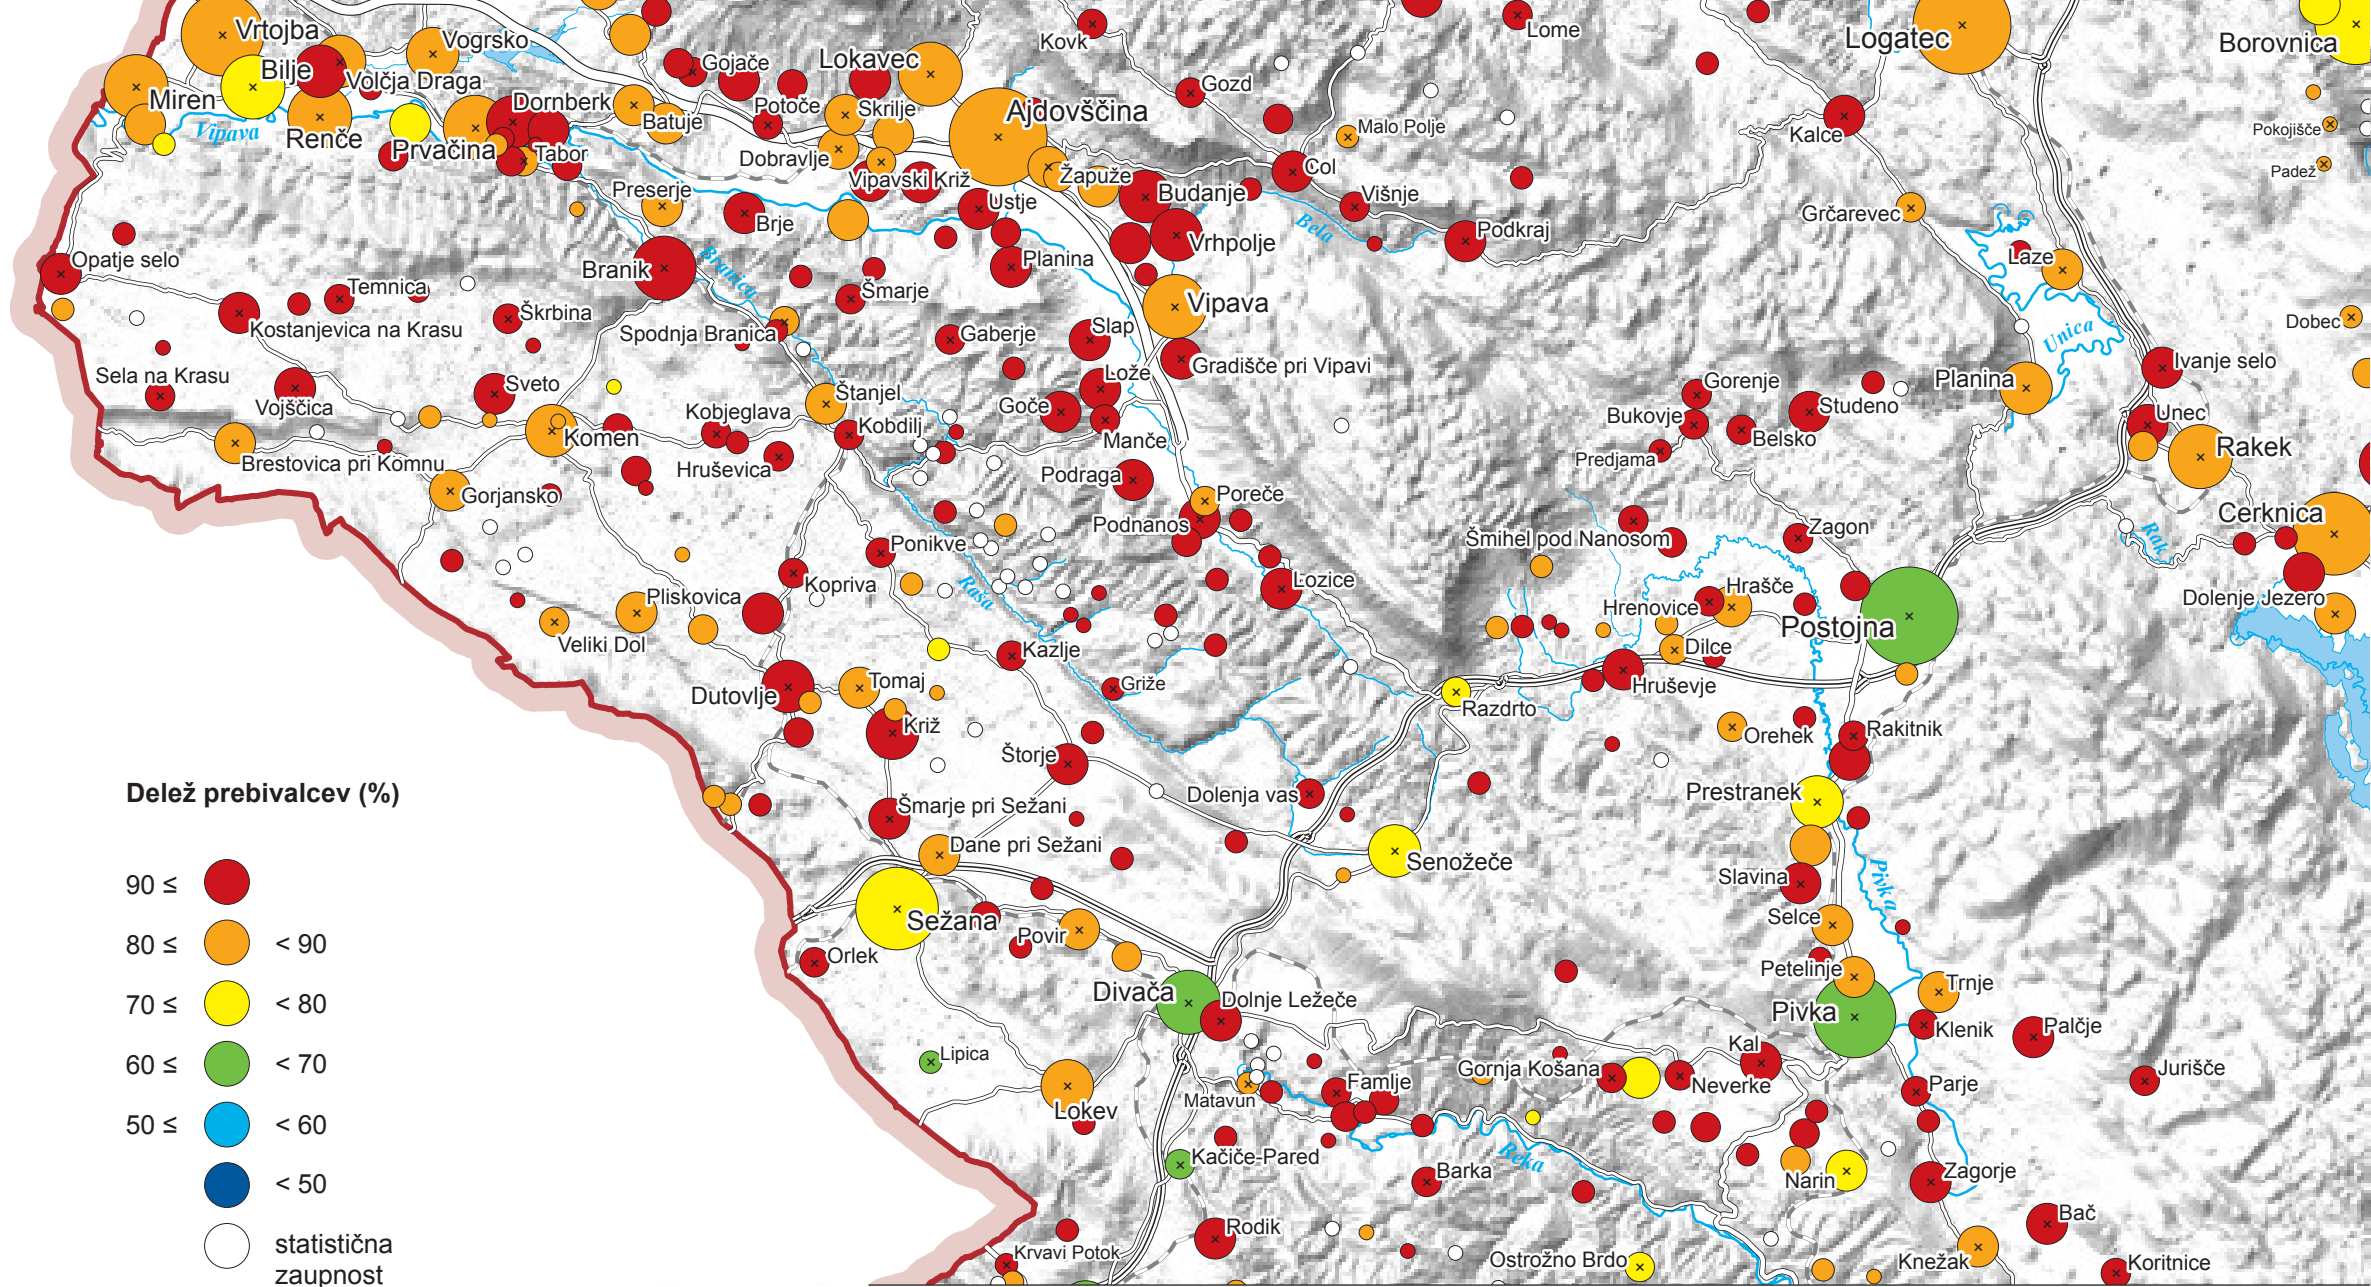 Vrtojba
Vogrsko
Bilje
Volčja Draga
Miren
Vipava
Renče
Prvačina
Dornberk
Tabor
Batuje
Gojače
Potoče
Lokavec
Skrilje
Dobravlje
Vipavski Križ
Ajdovščina
Žapuže
Kovk
Gozd
Lome
Malo Polje
Col
Višnje
Bela
Podkraj
Budanje
Vrhpolje
Ustje
Planina
Preserje
Brje
Branik
Branica
Šmarje
Vipava
Logatec
Borovnica
Kalce
Pokojišče
Padež
Grčarevec
Laze
Unica
Dobec
Ivanje selo
Planina
Unec
Rakek
Cerknica
Rak
Dolenje Jezero
Opatje selo
Temnica
Kostanjevica na Krasu
Škrbina
Spodnja Branica
Gaberje
Slap
Gradišče pri Vipavi
Sela na Krasu
Vojščica
Sveto
Štanjel
Lože
Goče
Manče
Kobjeglava
Kobdilj
Komen
Hruševica
Brestovica pri Komnu
Gorjansko
Podraga
Poreče
Podnanos
Gorenje
Bukovje
Studeno
Belsko
Predjama
Zagon
Šmihel pod Nanosom
Ponikve
Kopriva
Raša
Lozice
Pliskovica
Veliki Dol
Hrašče
Hrenovice
Postojna
Dilce
Hruševje
Kazlje
Griže
Dutovlje
Tomaj
Križ
Razdrto
Orehek
Rakitnik
Štorje
Dolenja vas
Prestranek
Delež prebivalcev (%)
Šmarje pri Sežani
Dane pri Sežani
Senožeče
Slavina
Pivka
Selce
90 ≤
80 ≤ < 90
70 ≤ < 80
60 ≤ < 70
50 ≤ < 60
< 50
statistična
zaupnost
Sežana
Povir
Orlek
Petelinje
Trnje
Divača
Dolnje Ležeče
Pivka
Klenik
Palčje
Lipica
Kal
Gornja Košana
Neverke
Famlje
Jurišče
Parje
Matavun
Lokev
Kačiče-Pared
Reka
Barka
Narin
Zagorje
Rodik
Bač
Krvavi Potok
Ostrožno Brdo
Knežak
Koritnice